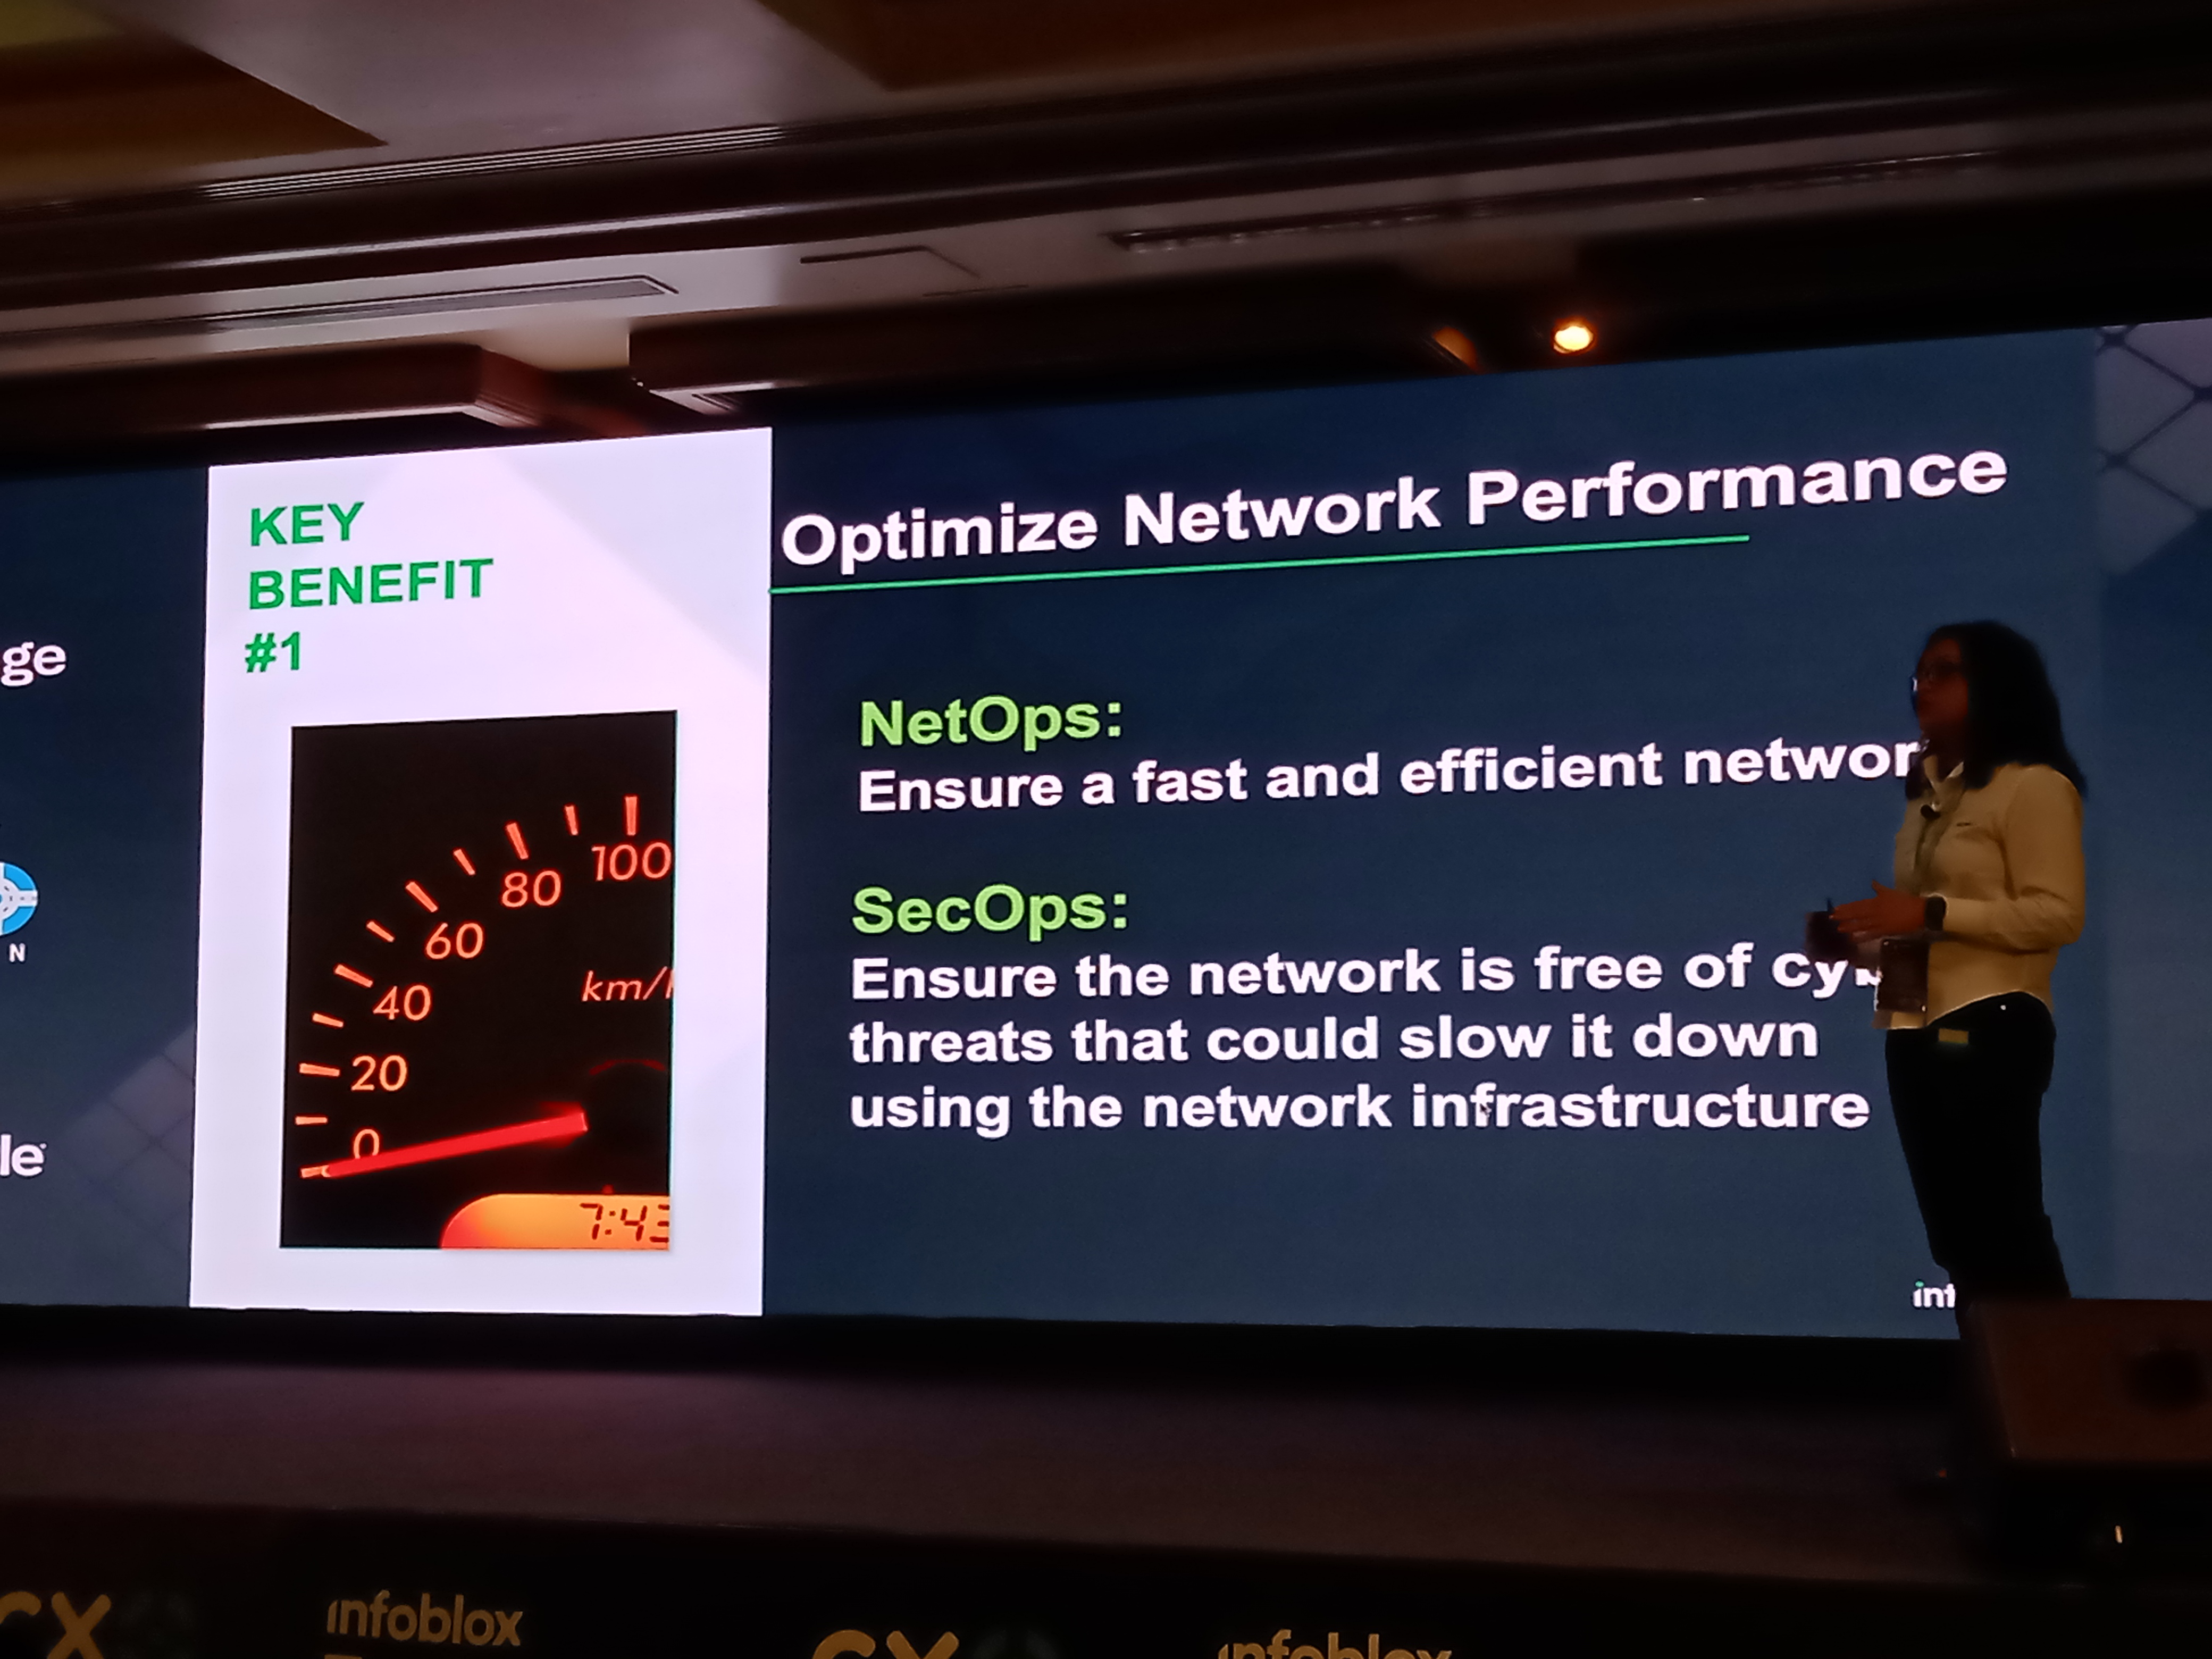 KEY
BENEFIT
#1
Optimize Network Performance
NetOps:
Ensure a fast and efficient networ
SecOps:
Ensure the network is free of cy
threats that could slow it down
using the network infrastructure
100
80
60
km/
40
20
0
7:43
ge
N
le
inf
CX
infoblox
CX
infoblox